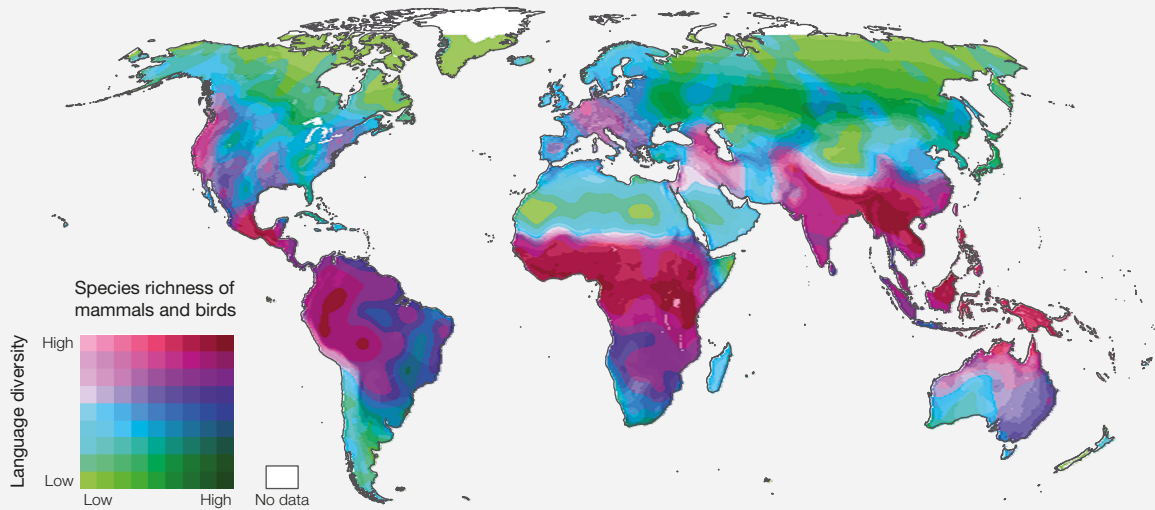 Species richness of
mammals and birds
Language diversity
High
Low
Low
High
No data